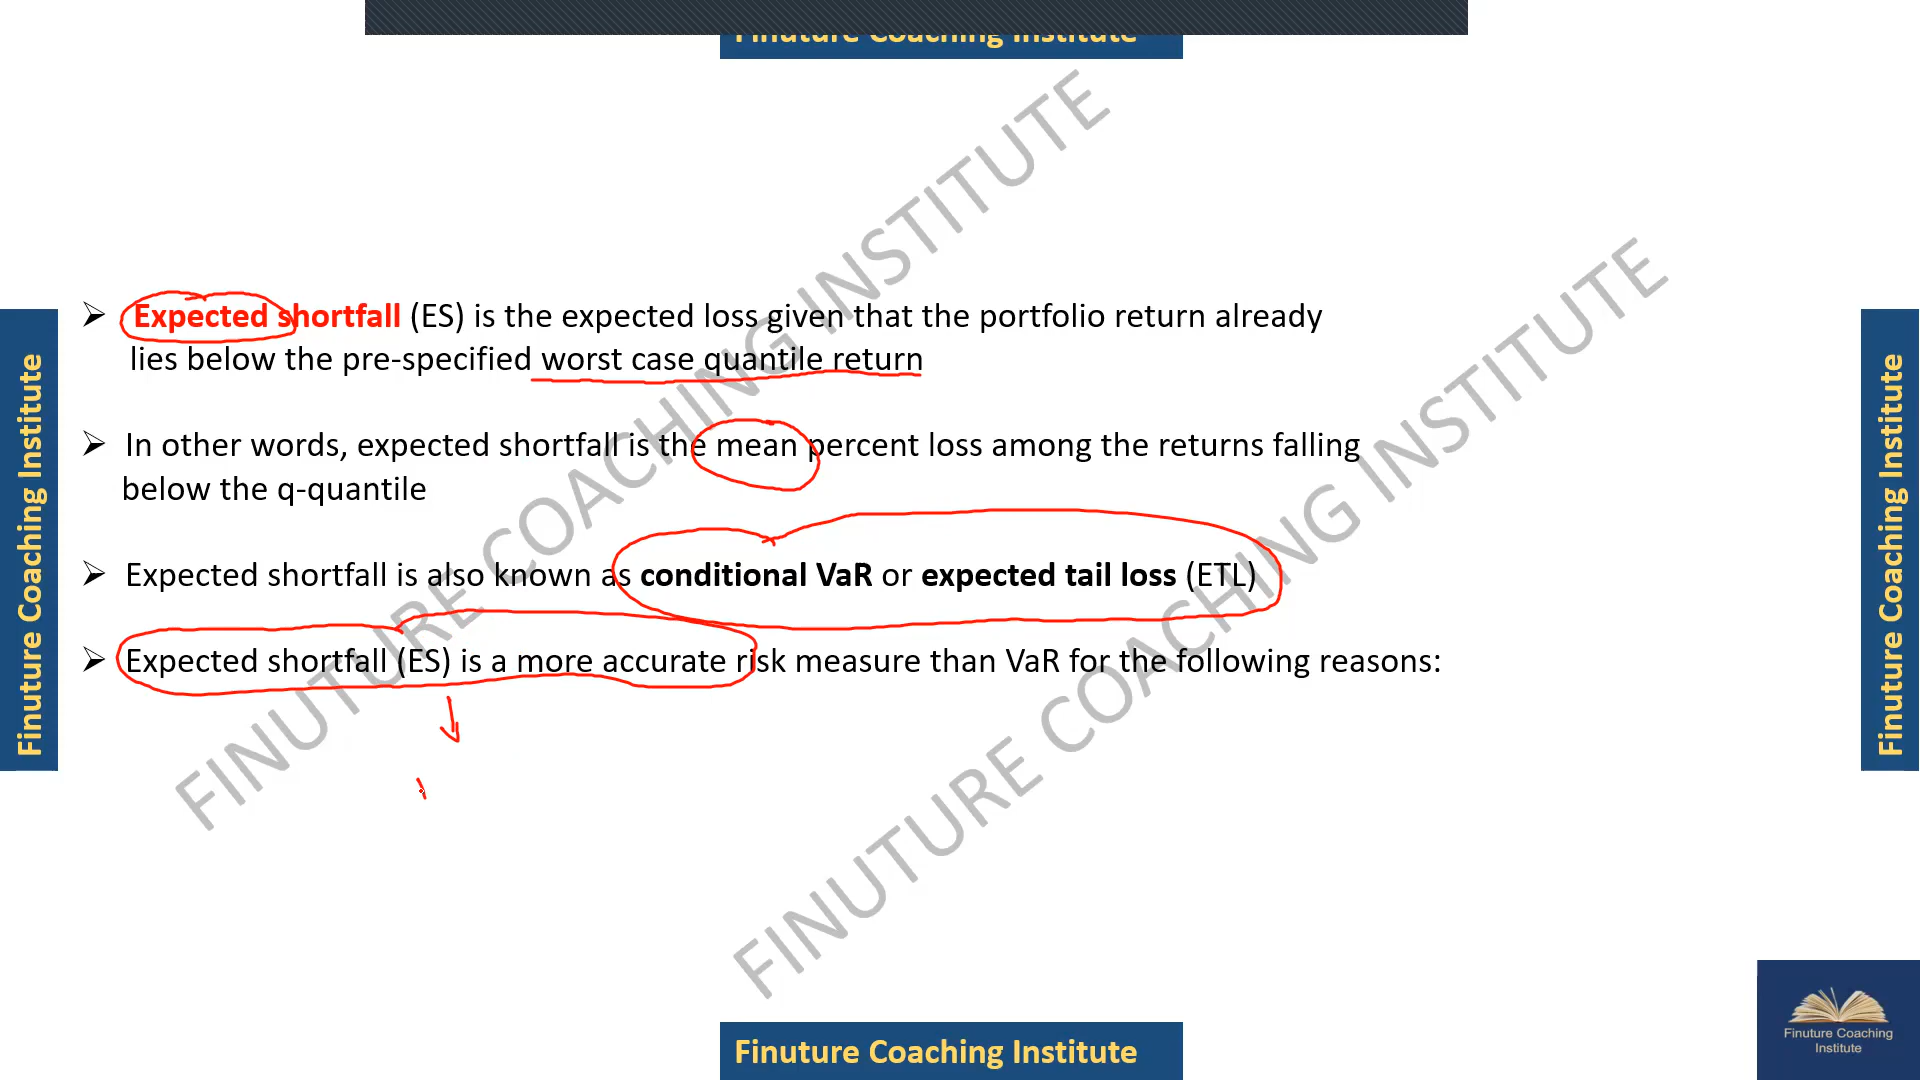 Finuture Coaching Institute
Expected shortfall (ES) is the expected loss given that the portfolio return already
lies below the pre-specified worst case quantile return
In other words, expected shortfall is the mean percent loss among the returns falling
below the q-quantile
Expected shortfall is also known as conditional VaR or expected tail loss (ETL)
Expected shortfall (ES) is a more accurate risk measure than VaR for the following reasons:
FINUTURE COACHING INSTITUTE
FINUTURE COACHING INSTITUTE
Finuture Coaching Institute
Finuture Coaching Institute
Finuture Coaching Institute
Finuture Coaching
Institute